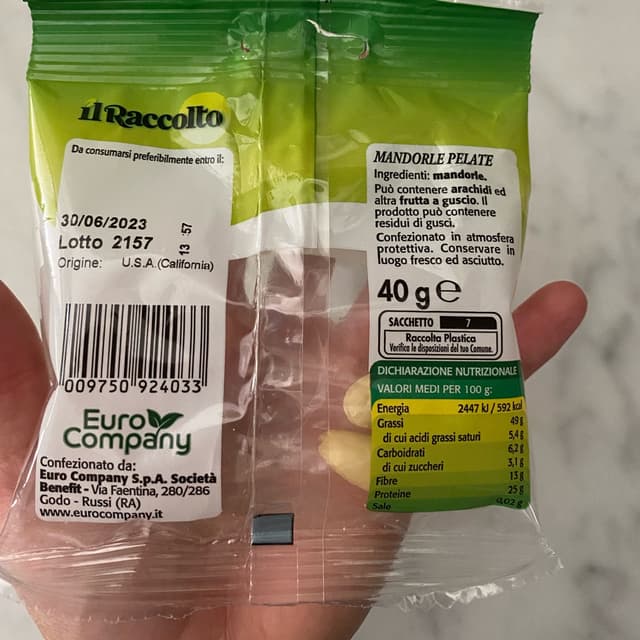 il Raccolto
Da consumarsi preferibilmente entro il:
30/06/2023
Lotto 2157
13:57
Origine: U.S.A.(California)
009750 924033
Euro
Company
Confezionato da:
Euro Company S.p.A. Società
Benefit - Via Faentina, 280/286
Godo - Russi (RA)
www.eurocompany.it
MANDORLE PELATE
Ingredienti: mandorle.
Può contenere arachidi ed
altra frutta a guscio. Il
prodotto può contenere
residui di gusci.
Confezionato in atmosfera
protettiva. Conservare in
luogo fresco ed asciutto.
40 g e
SACCHETTO 7
Raccolta Plastica
Verifica le disposizioni del tuo Comune.
DICHIARAZIONE NUTRIZIONALE
VALORI MEDI PER 100 g:
Energia 2447 kJ / 592 kcal
Grassi 49 g
di cui acidi grassi saturi 5,4 g
Carboidrati 6,2 g
di cui zuccheri 3,1 g
Fibre 13 g
Proteine 25 g
Sale 0,02 g